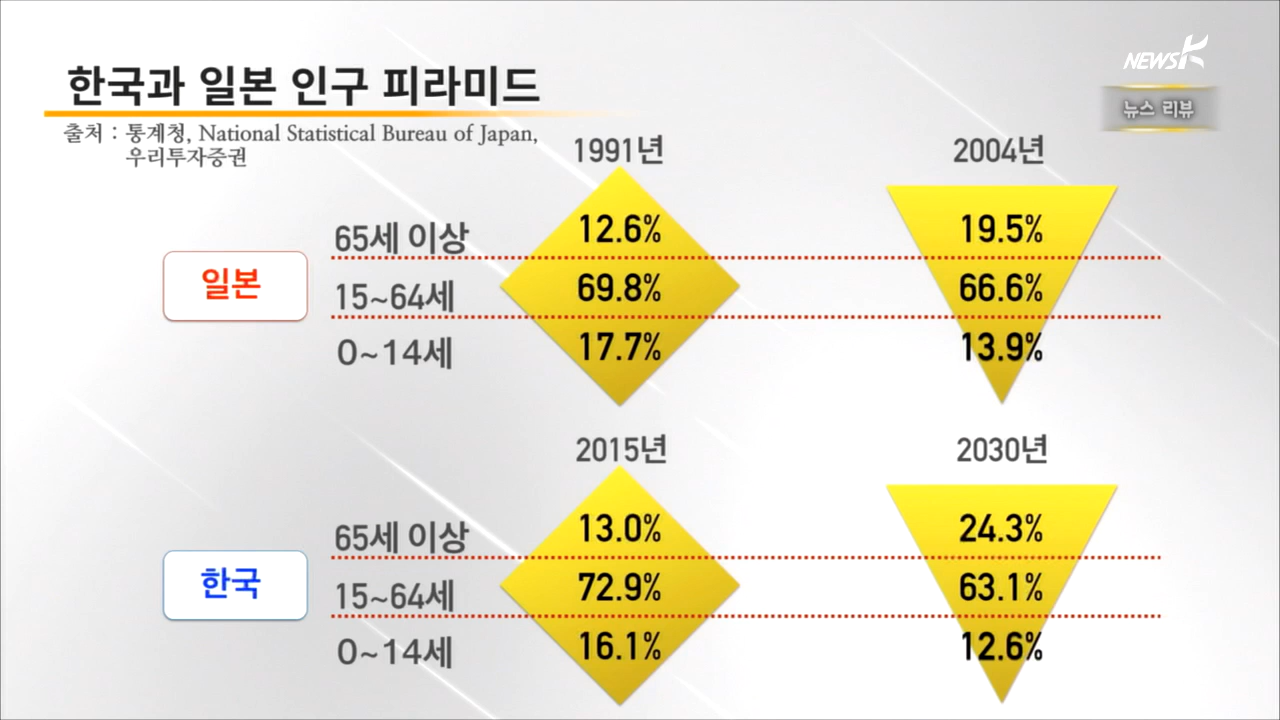 한국과 일본 인구 피라미드
출처 : 통계청, National Statistical Bureau of Japan,
우리투자증권
NEWS K
뉴스 리뷰
1991년
2004년
65세 이상
12.6%
19.5%
일본
15~64세
69.8%
66.6%
0~14세
17.7%
13.9%
2015년
2030년
65세 이상
13.0%
24.3%
한국
15~64세
72.9%
63.1%
0~14세
16.1%
12.6%